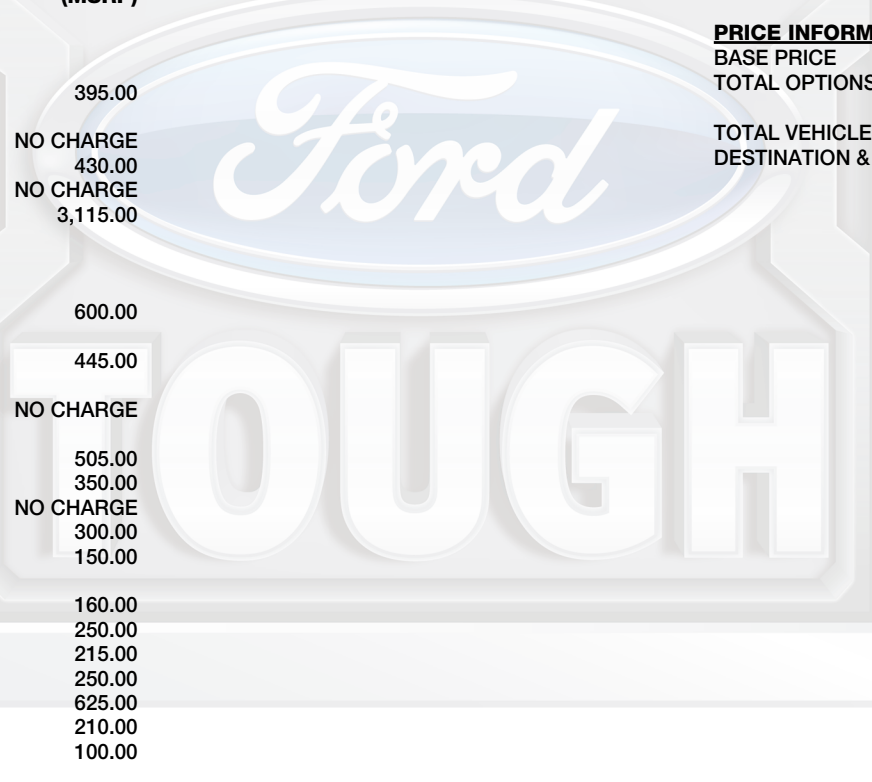 (MSRP)
PRICE INFORM
BASE PRICE
TOTAL OPTIONS
TOTAL VEHICLE
DESTINATION &
395.00
NO CHARGE
430.00
NO CHARGE
3,115.00
600.00
445.00
NO CHARGE
505.00
350.00
NO CHARGE
300.00
150.00
160.00
250.00
215.00
250.00
625.00
210.00
100.00
Ford
TOUGH